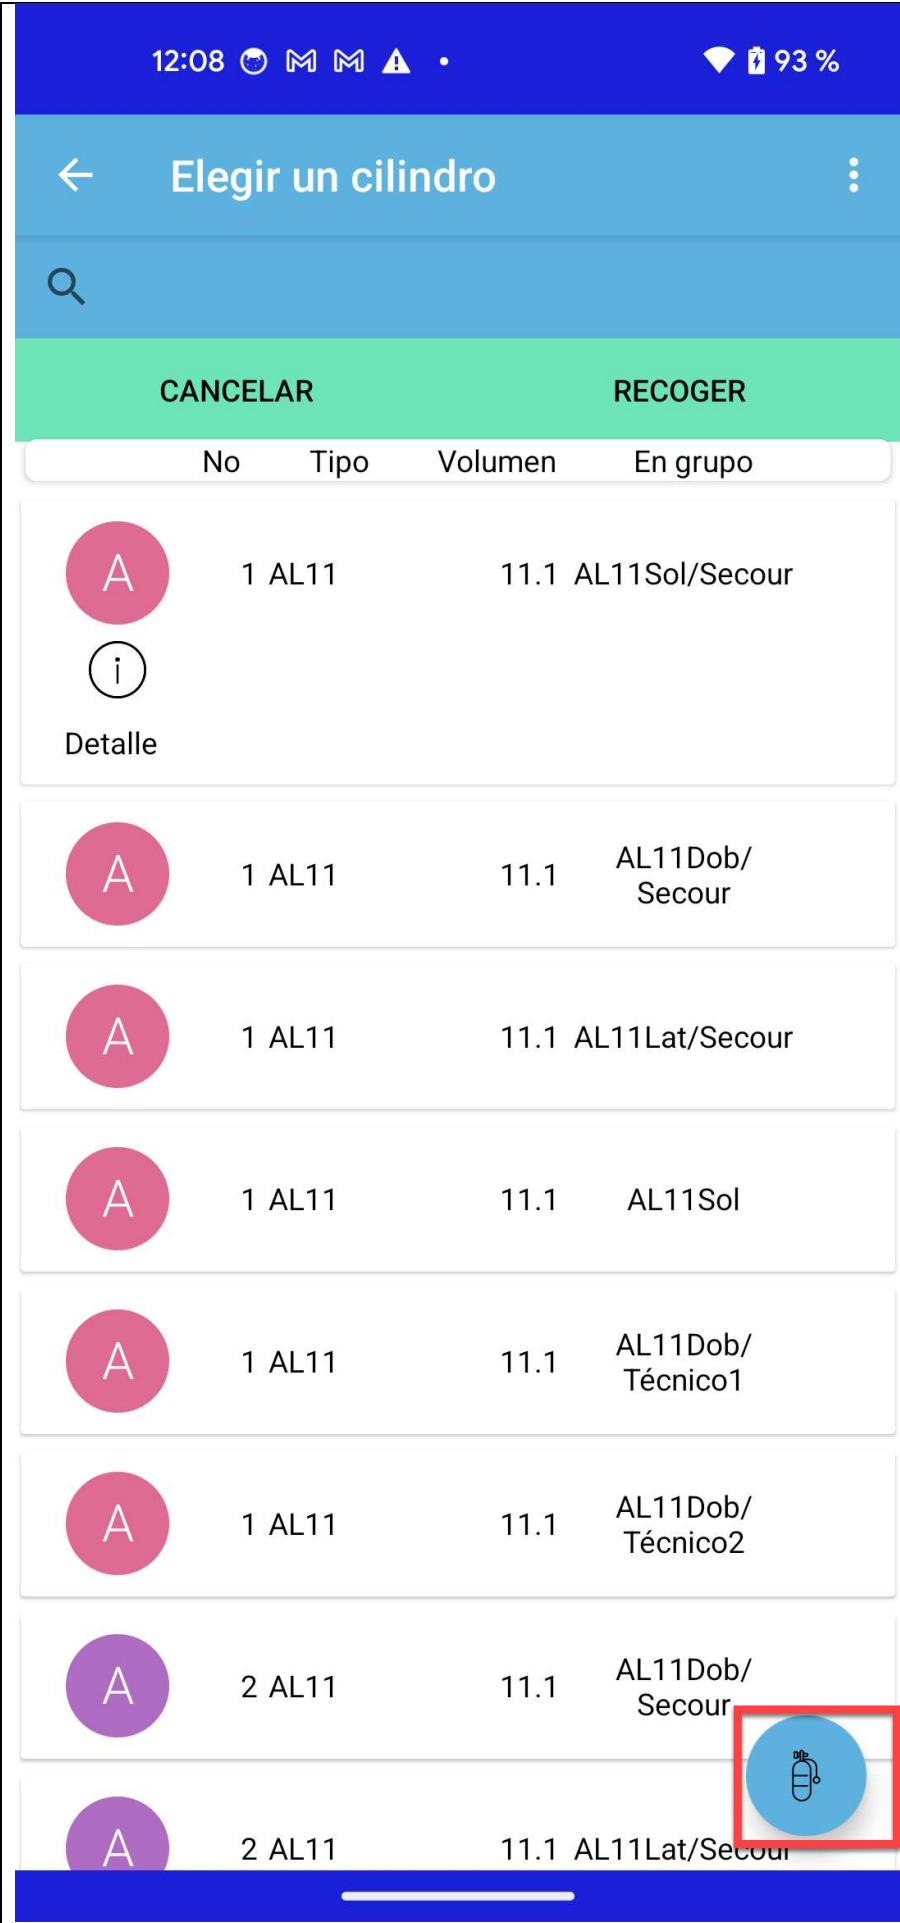 12:08 93 %
Elegir un cilindro
CANCELAR RECOGER
No Tipo Volumen En grupo
A 1 AL11 11.1 AL11Sol/Secour
i
Detalle
A 1 AL11 11.1 AL11Dob/
Secour
A 1 AL11 11.1 AL11Lat/Secour
A 1 AL11 11.1 AL11Sol
A 1 AL11 11.1 AL11Dob/
Técnico1
A 1 AL11 11.1 AL11Dob/
Técnico2
A 2 AL11 11.1 AL11Dob/
Secour
A 2 AL11 11.1 AL11Lat/Secour